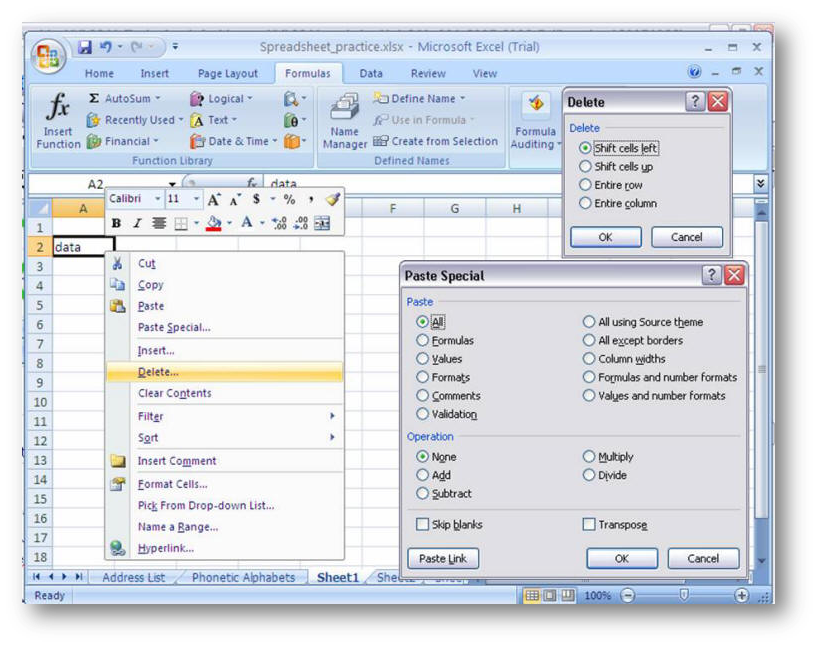 Spreadsheet_practice.xlsx - Microsoft Excel (Trial)
Home Insert Page Layout Formulas Data Review View
fx Insert Function
Σ AutoSum
Recently Used
Financial
Logical
Text
Date & Time
Function Library
Name Manager
Define Name
Use in Formula
Create from Selection
Defined Names
Formula Auditing
A2 fx data
Calibri 11 A A $ % ,
B I A
A F G H
1
2 data
3
4
5
6
7
8
9
10
11
12
13
14
15
16
17
18
Cut
Copy
Paste
Paste Special...
Insert...
Delete...
Clear Contents
Filter
Sort
Insert Comment
Format Cells...
Pick From Drop-down List...
Name a Range...
Hyperlink...
Delete
Delete
Shift cells left
Shift cells up
Entire row
Entire column
OK Cancel
Paste Special
Paste
All
Formulas
Values
Formats
Comments
Validation
All using Source theme
All except borders
Column widths
Formulas and number formats
Values and number formats
Operation
None
Add
Subtract
Multiply
Divide
Skip blanks Transpose
Paste Link OK Cancel
Address List Phonetic Alphabets Sheet1
Ready 100%